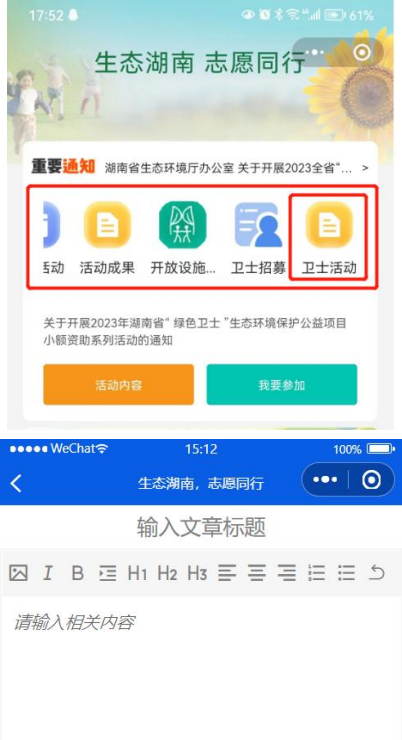 17:52 61%
生态湖南 志愿同行
重要通知 湖南省生态环境厅办公室 关于开展2023全省“... >
活动 活动成果 开放设施... 卫士招募 卫士活动
关于开展2023年湖南省“ 绿色卫士 ”生态环境保护公益项目
小额资助系列活动的通知
活动内容 我要参加
WeChat 15:12 100%
生态湖南，志愿同行
输入文章标题
I B H1 H2 H3
请输入相关内容